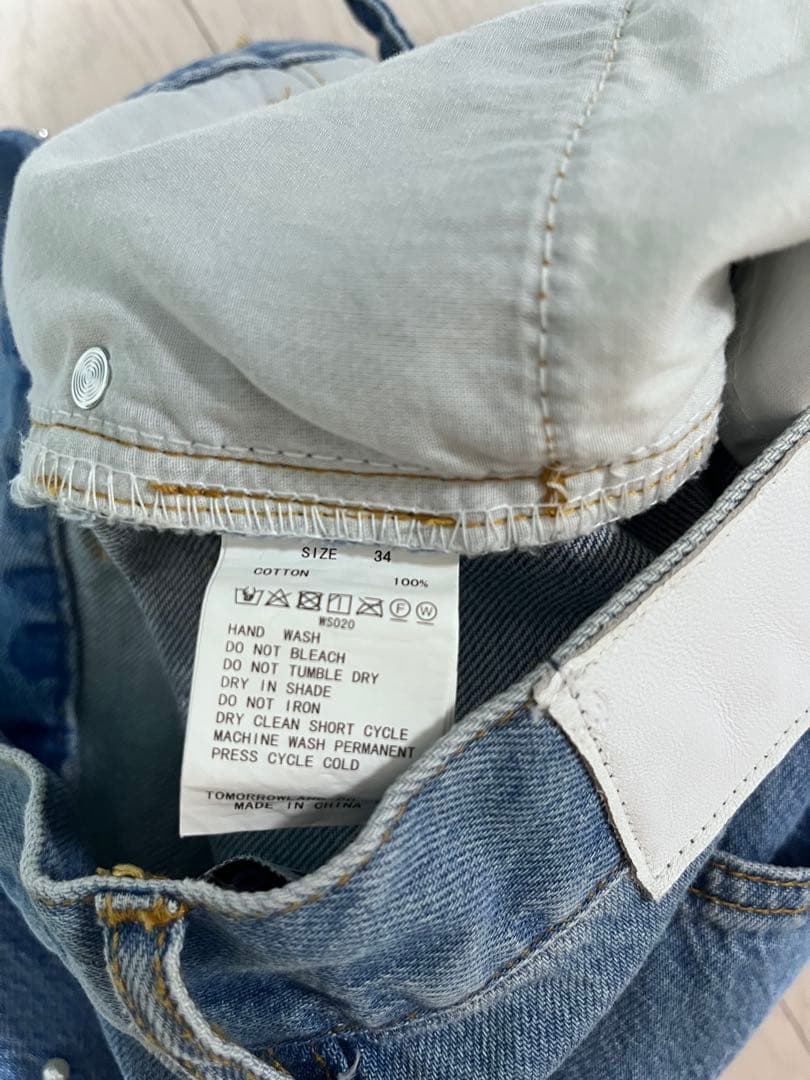 SIZE 34
COTTON 100%
F W
WS020
HAND WASH
DO NOT BLEACH
DO NOT TUMBLE DRY
DRY IN SHADE
DO NOT IRON
DRY CLEAN SHORT CYCLE
MACHINE WASH PERMANENT
PRESS CYCLE COLD
MADE IN CHINA